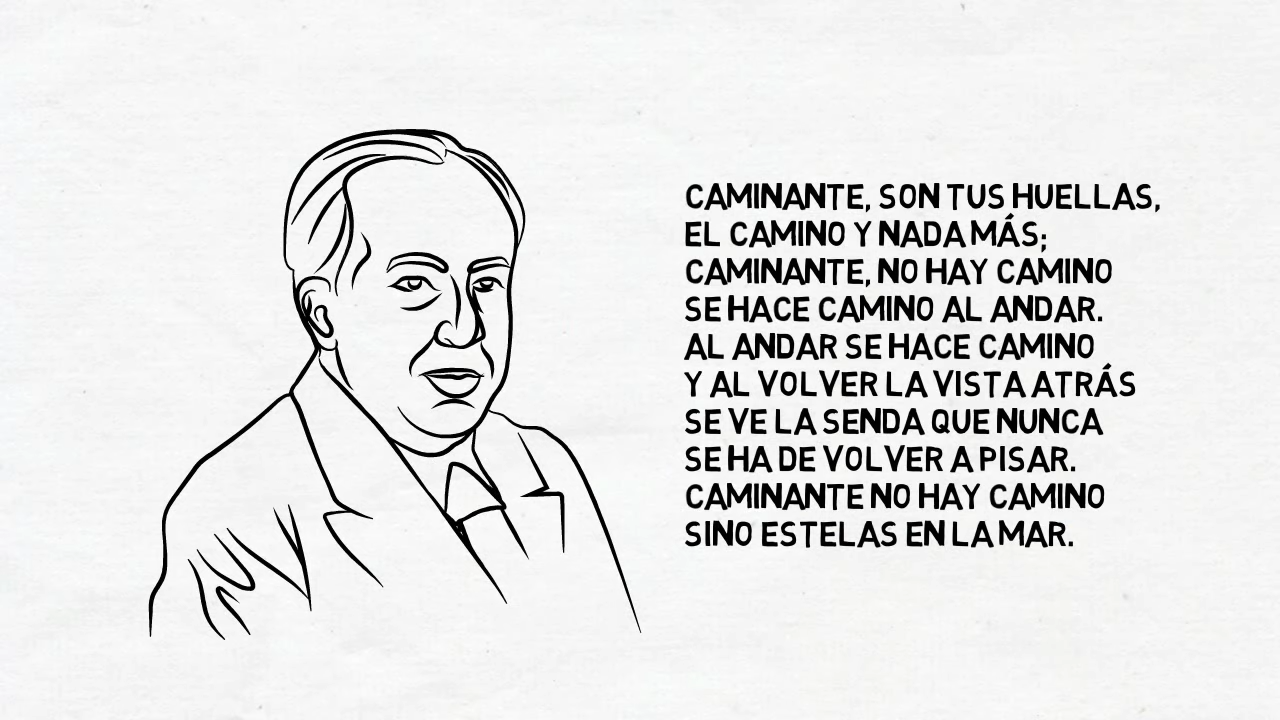 CAMINANTE, SON TUS HUELLAS,
EL CAMINO Y NADA MÁS;
CAMINANTE, NO HAY CAMINO
SE HACE CAMINO AL ANDAR.
AL ANDAR SE HACE CAMINO
Y AL VOLVER LA VISTA ATRÁS
SE VE LA SENDA QUE NUNCA
SE HA DE VOLVER A PISAR.
CAMINANTE NO HAY CAMINO
SINO ESTELAS EN LA MAR.